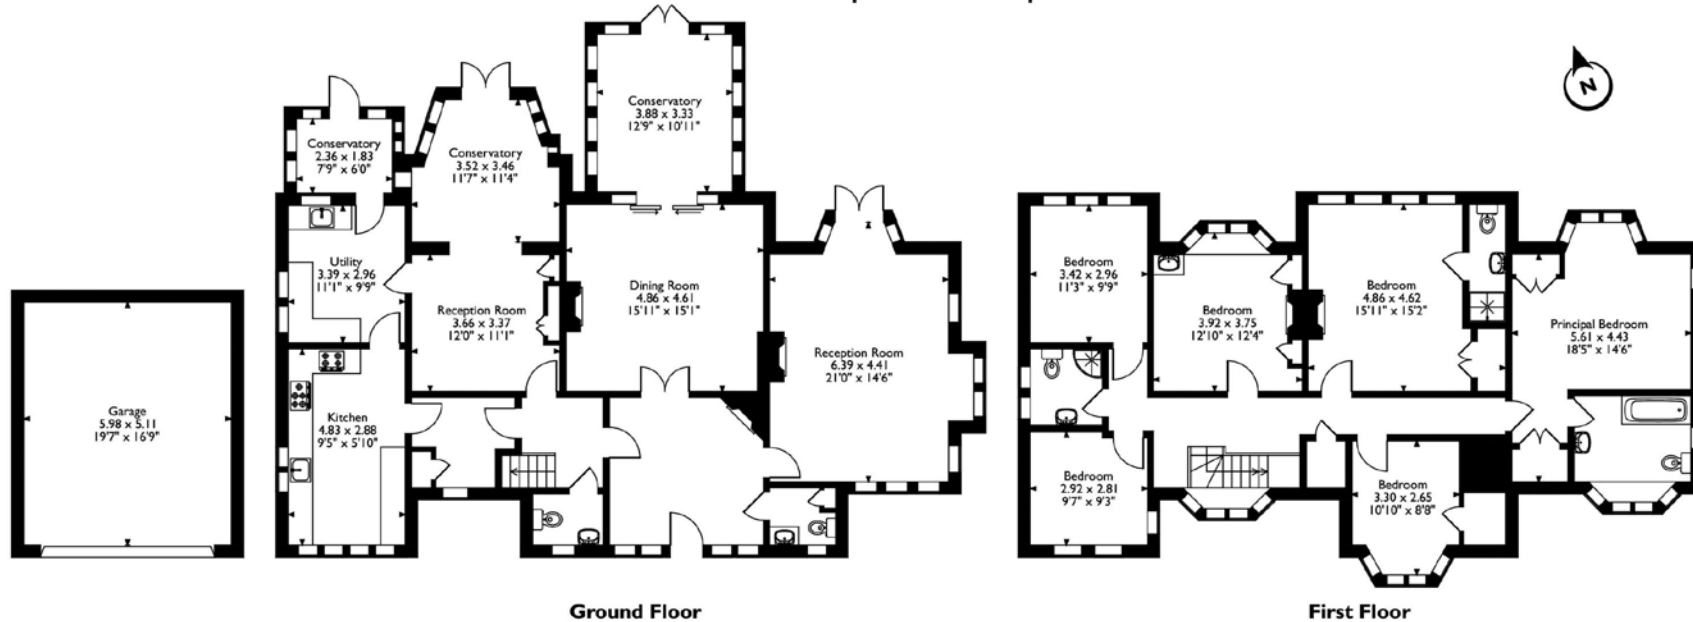 Conservatory
3.88 x 3.33
12'9" x 10'11"
N
Conservatory
2.36 x 1.83
7'9" x 6'0"
Conservatory
3.52 x 3.46
11'7" x 11'4"
Utility
3.39 x 2.96
11'1" x 9'9"
Reception Room
3.66 x 3.37
12'0" x 11'1"
Dining Room
4.86 x 4.61
15'11" x 15'1"
Reception Room
6.39 x 4.41
21'0" x 14'6"
Garage
5.98 x 5.11
19'7" x 16'9"
Kitchen
4.83 x 2.88
9'5" x 5'10"
Ground Floor
Bedroom
3.42 x 2.96
11'3" x 9'9"
Bedroom
3.92 x 3.75
12'10" x 12'4"
Bedroom
4.86 x 4.62
15'11" x 15'2"
Principal Bedroom
5.61 x 4.43
18'5" x 14'6"
Bedroom
2.92 x 2.81
9'7" x 9'3"
Bedroom
3.30 x 2.65
10'10" x 8'8"
First Floor